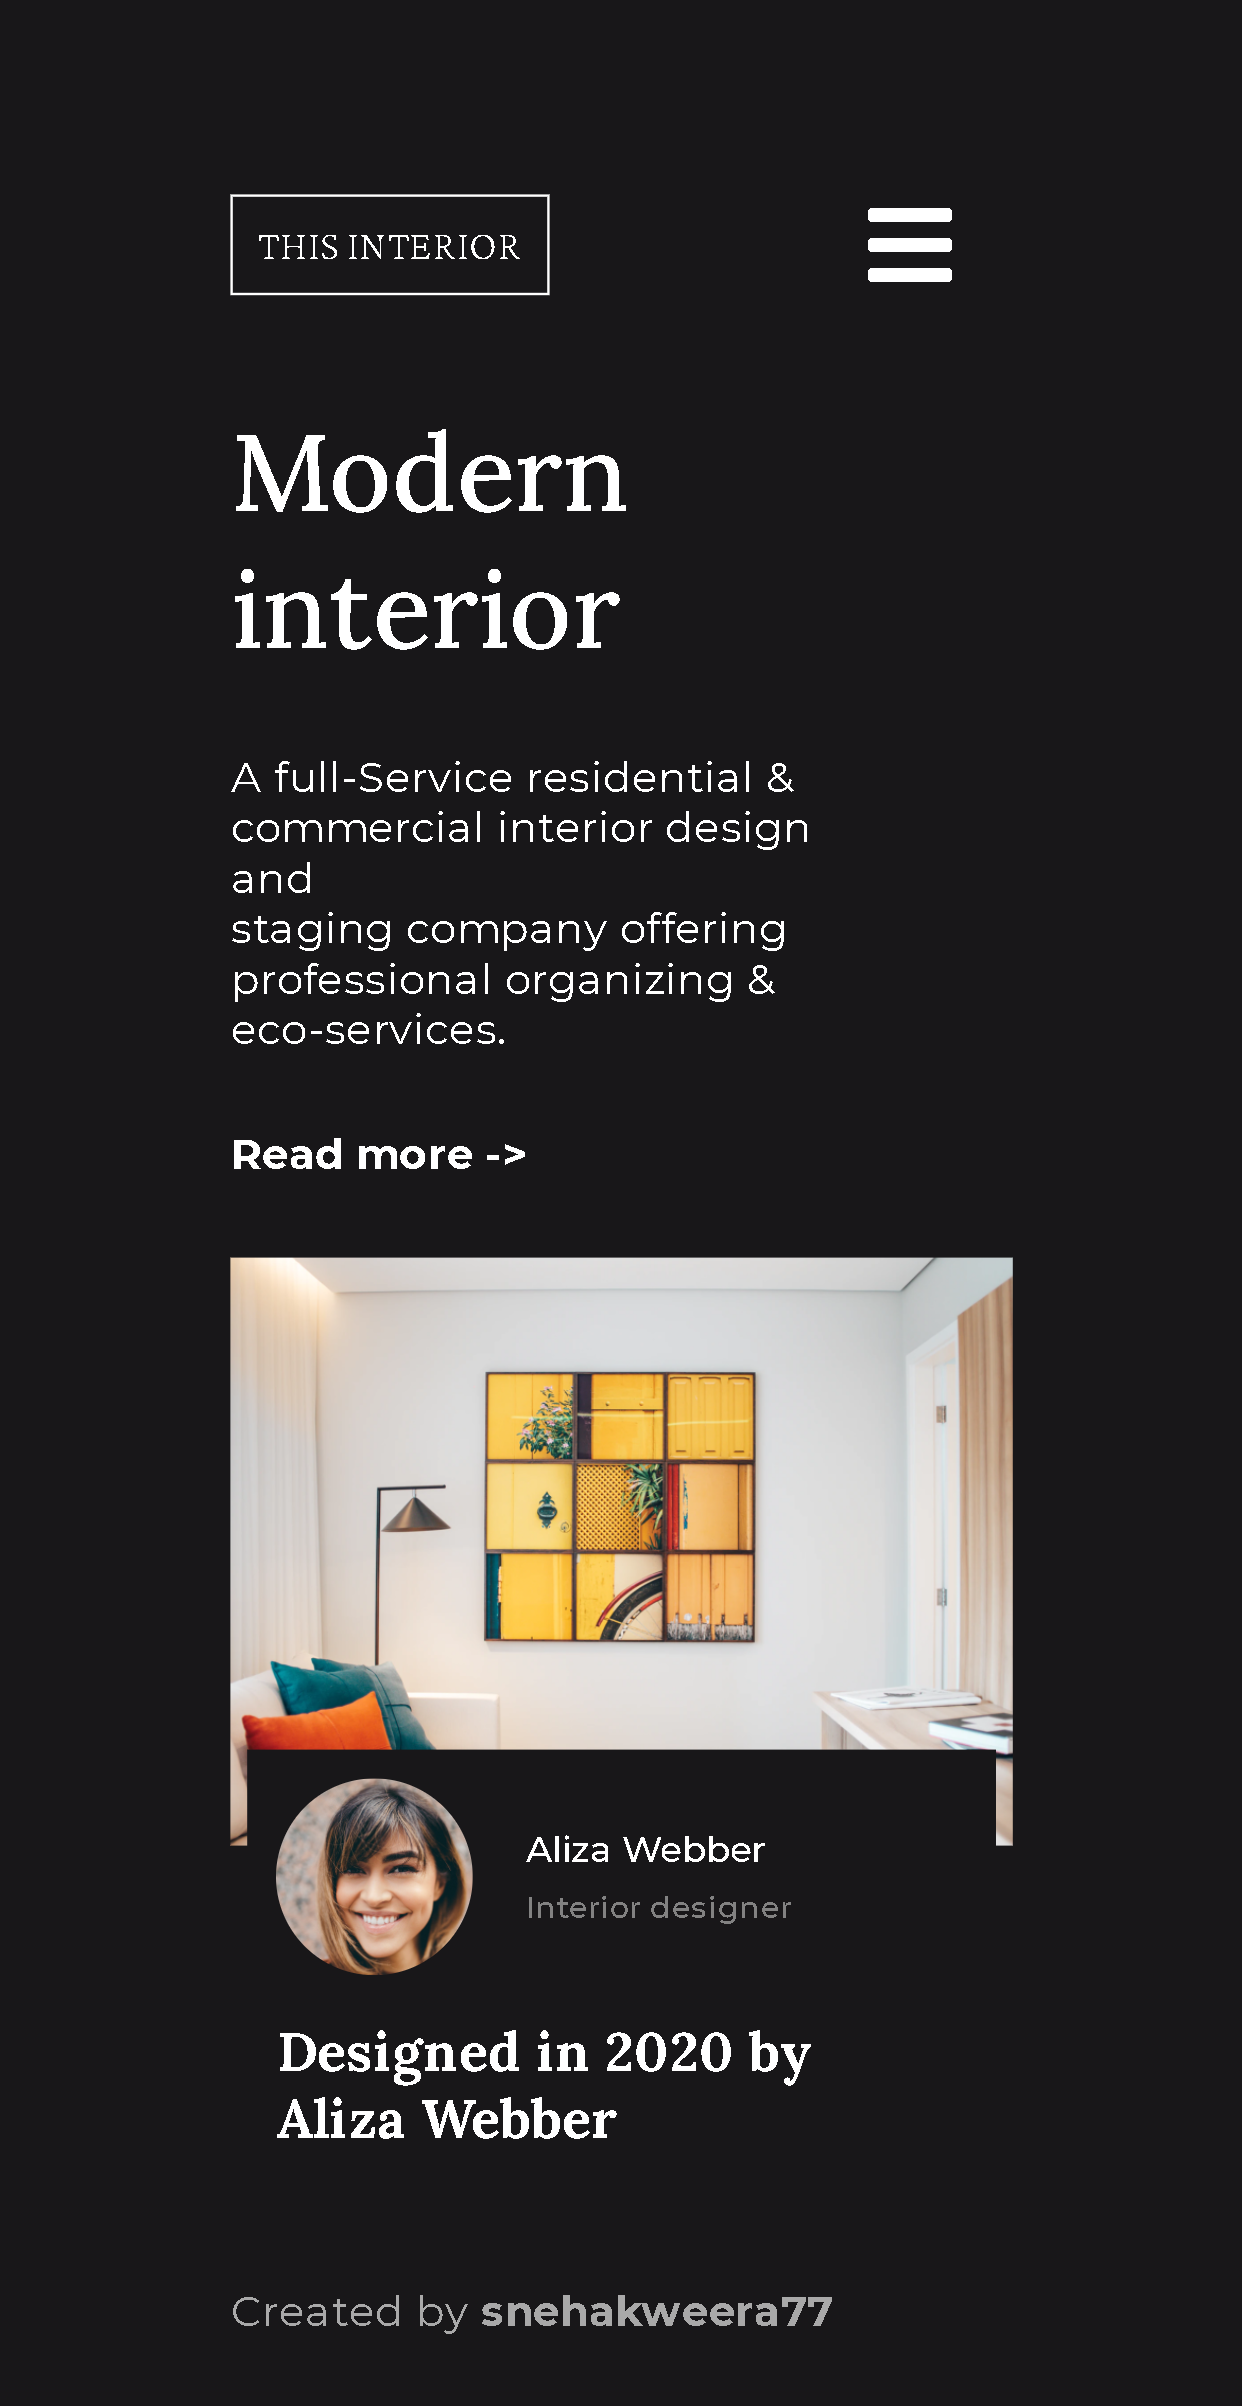 THIS INTERIOR
Modern
interior
A full-Service residential &
commercial interior design
and
staging company offering
professional organizing &
eco-services.
Read more ->
Aliza Webber
Interior designer
Designed in 2020 by
Aliza Webber
Created by snehakweera77